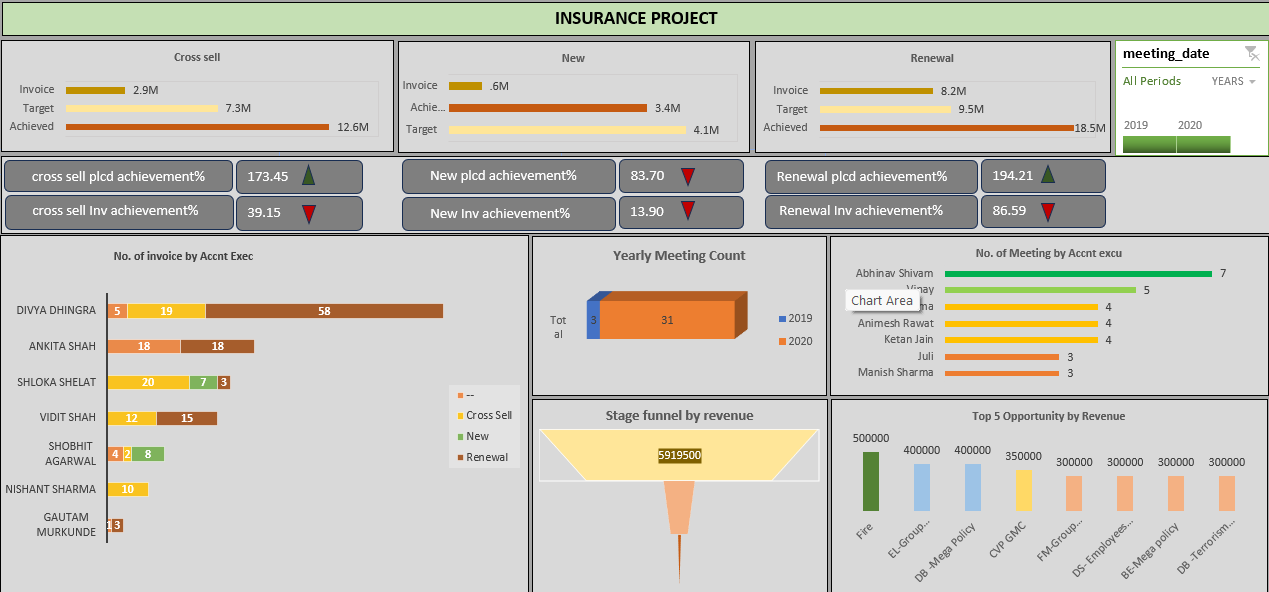 INSURANCE PROJECT
Cross sell
Invoice 2.9M
Target 7.3M
Achieved 12.6M
New
Invoice .6M
Achie... 3.4M
Target 4.1M
Renewal
Invoice 8.2M
Target 9.5M
Achieved 18.5M
meeting_date
All Periods YEARS
2019 2020
cross sell plcd achievement% 173.45
cross sell Inv achievement% 39.15
New plcd achievement% 83.70
New Inv achievement% 13.90
Renewal plcd achievement% 194.21
Renewal Inv achievement% 86.59
No. of invoice by Accnt Exec
DIVYA DHINGRA 5 19 58
ANKITA SHAH 18 18
SHLOKA SHELAT 20 7 3
VIDIT SHAH 12 15
SHOBHIT
AGARWAL 4 2 8
NISHANT SHARMA 10
GAUTAM
MURKUNDE 1 3
--
Cross Sell
New
Renewal
Yearly Meeting Count
Tot
al
3 31
2019
2020
No. of Meeting by Accnt excu
Abhinav Shivam 7
Vinay 5
4
Animesh Rawat 4
Ketan Jain 4
Juli 3
Manish Sharma 3
Chart Area
Stage funnel by revenue
5919500
Top 5 Opportunity by Revenue
500000 400000 400000 350000 300000 300000 300000 300000
Fire
EL-Group...
DB -Mega Policy
CVP GMC
FM-Group...
DS- Employees...
BE-Mega policy
DB -Terrorism...